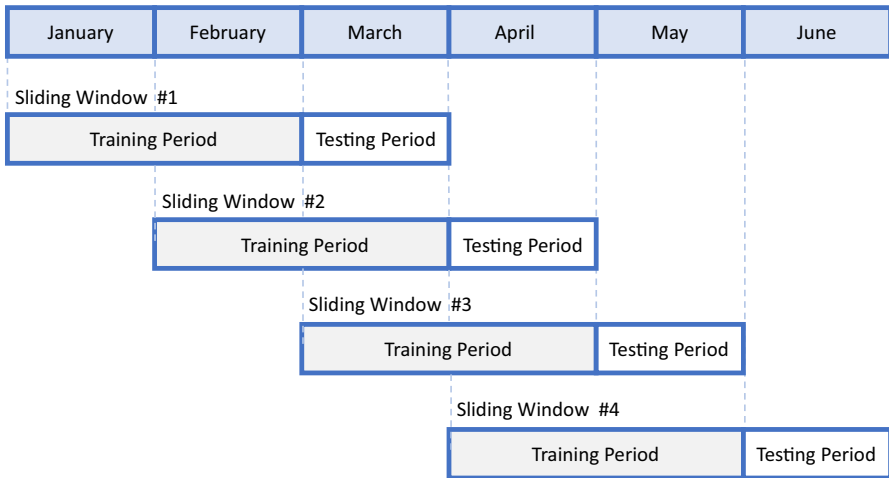 January February March April May June
Sliding Window #1
Training Period Testing Period
Sliding Window #2
Training Period Testing Period
Sliding Window #3
Training Period Testing Period
Sliding Window #4
Training Period Testing Period